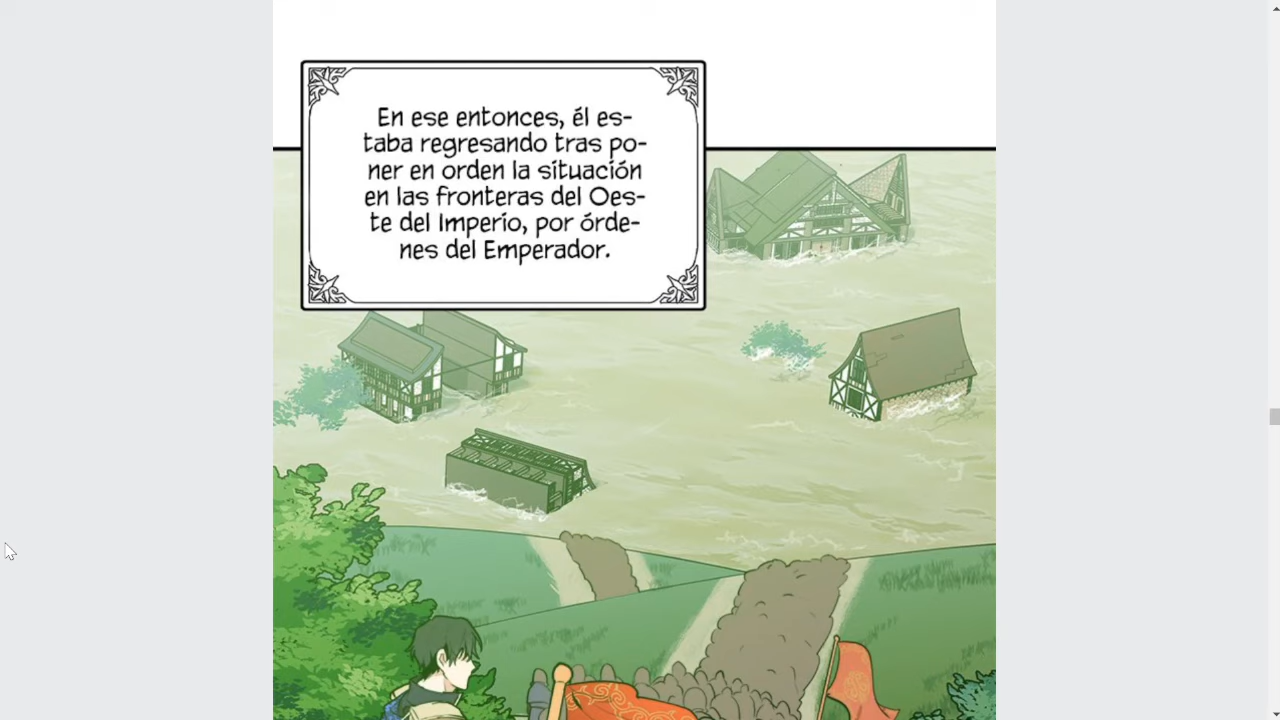 En ese entonces, él es-
taba regresando tras po-
ner en orden la situación
en las fronteras del Oes-
te del Imperio, por órde-
nes del Emperador.